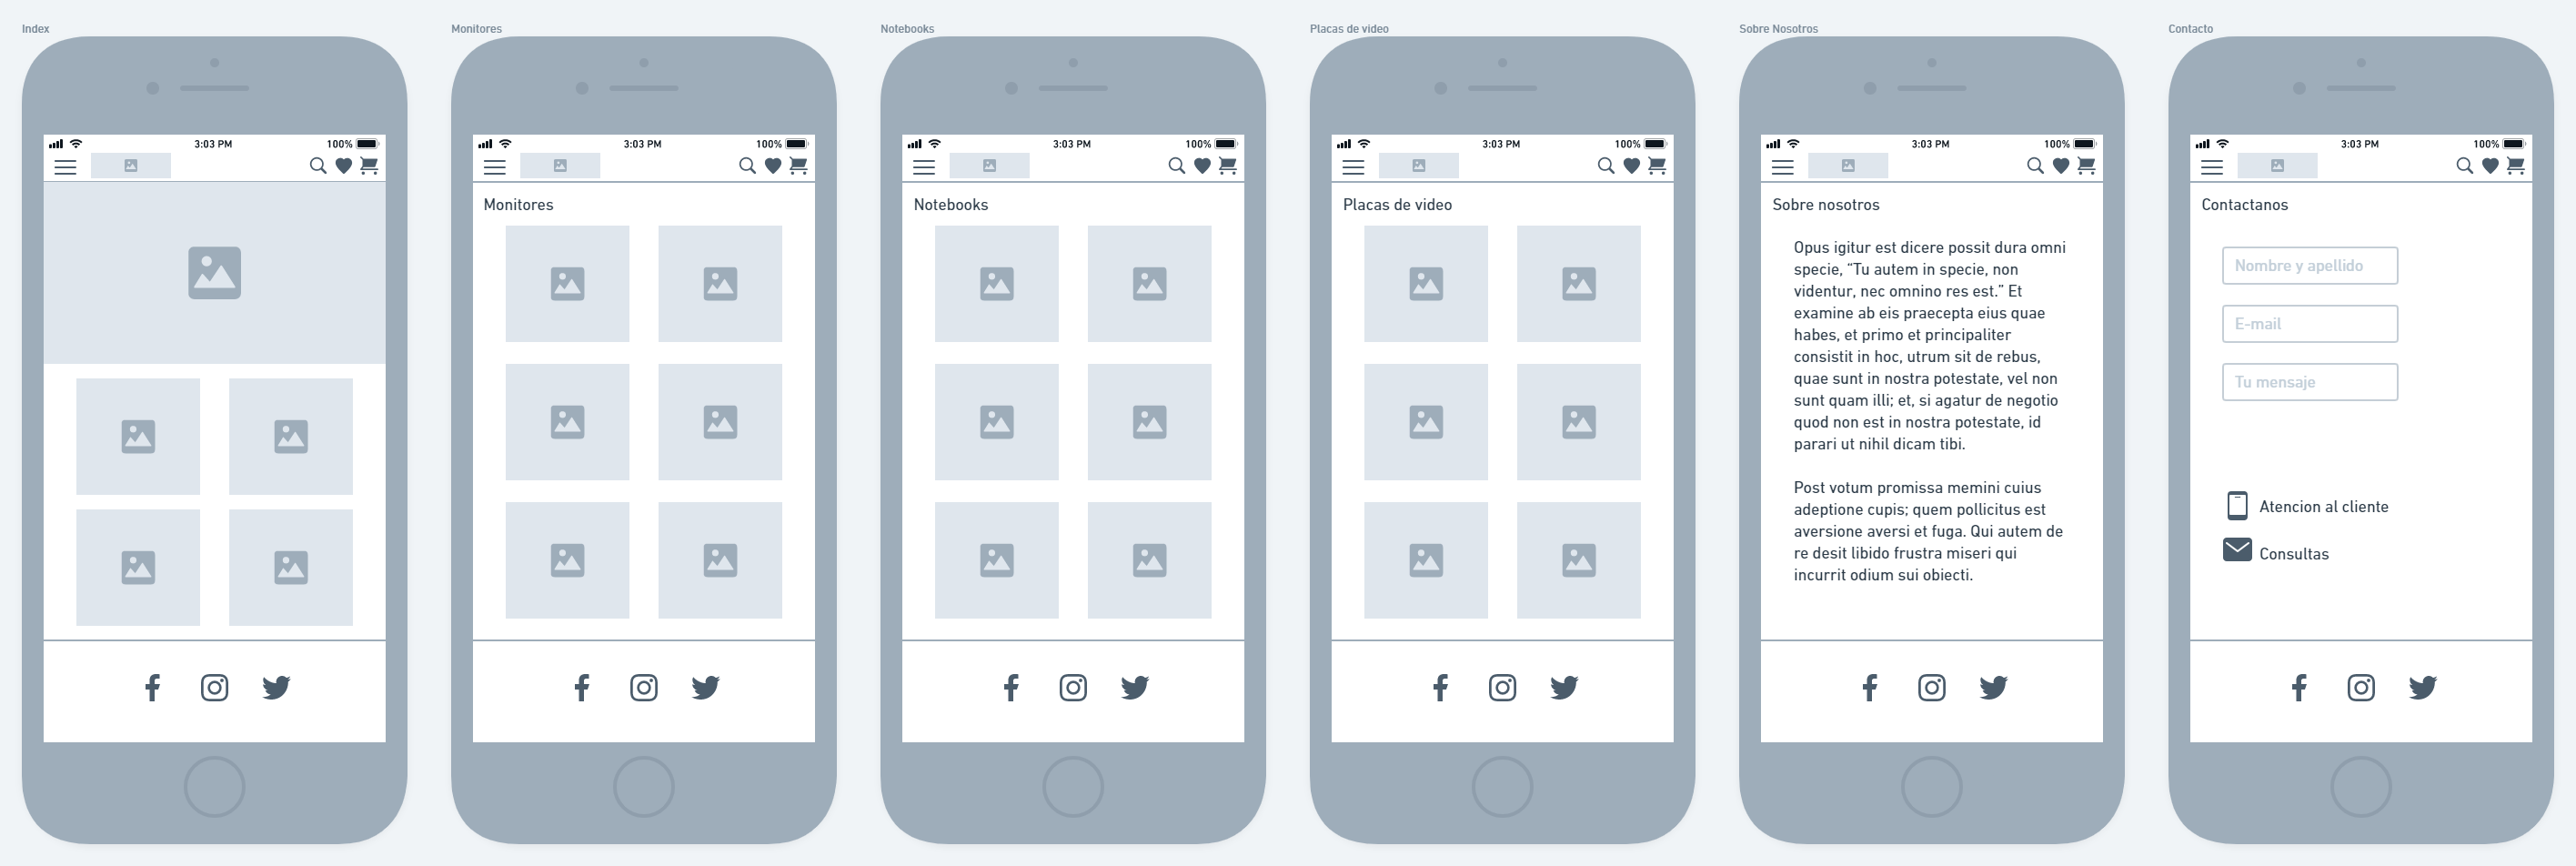 Index
3:03 PM
100%
Monitores
3:03 PM
100%
Monitores
Notebooks
3:03 PM
100%
Notebooks
Placas de video
3:03 PM
100%
Placas de video
Sobre Nosotros
3:03 PM
100%
Sobre nosotros
Opus igitur est dicere possit dura omni
specie, “Tu autem in specie, non
videntur, nec omnino res est.” Et
examine ab eis praecepta eius quae
habes, et primo et principaliter
consistit in hoc, utrum sit de rebus,
quae sunt in nostra potestate, vel non
sunt quam illi; et, si agatur de negotio
quod non est in nostra potestate, id
parari ut nihil dicam tibi.
Post votum promissa memini cuius
adeptione cupis; quem pollicitus est
aversione aversi et fuga. Qui autem de
re desit libido frustra miseri qui
incurrit odium sui obiecti.
Contacto
3:03 PM
100%
Contactanos
Nombre y apellido
E-mail
Tu mensaje
Atencion al cliente
Consultas